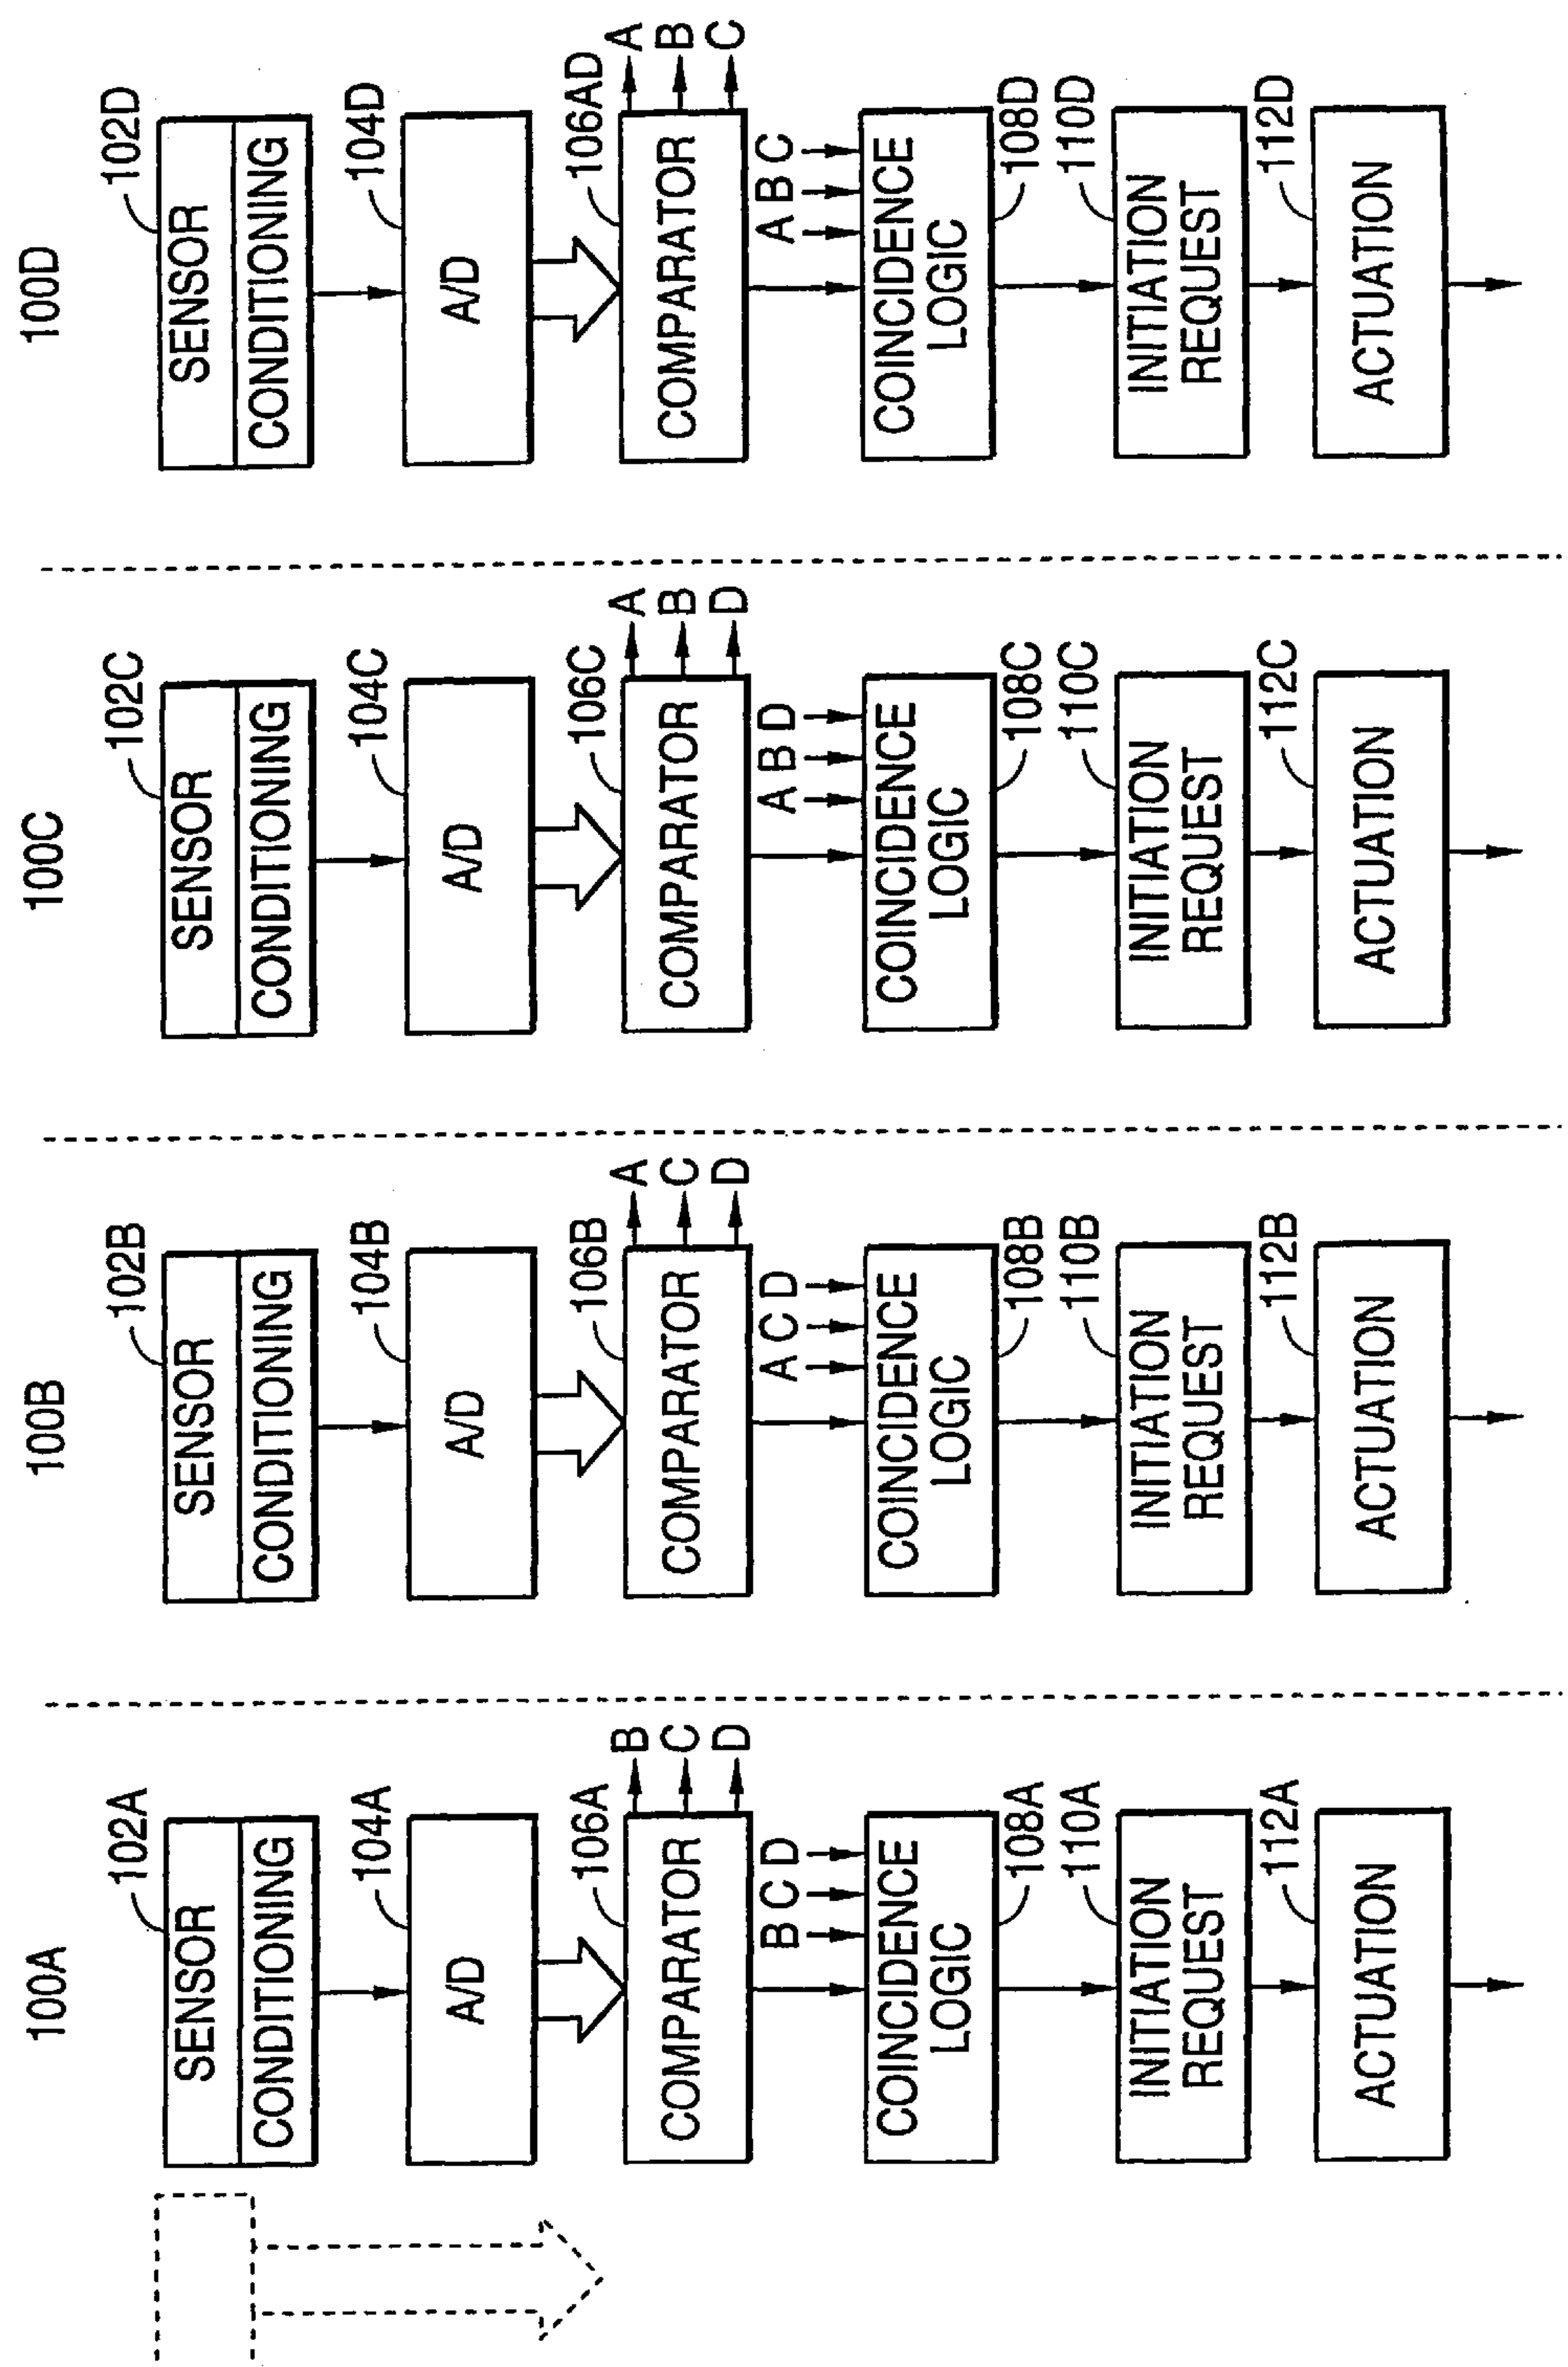 100A
102A
SENSOR
CONDITIONING
104A
A/D
106A
COMPARATOR
B
C
D
B C D
COINCIDENCE
LOGIC
108A
110A
INITIATION
REQUEST
112A
ACTUATION
100B
102B
SENSOR
CONDITIONING
104B
A/D
106B
COMPARATOR
A
C
D
A C D
COINCIDENCE
LOGIC
108B
110B
INITIATION
REQUEST
112B
ACTUATION
100C
102C
SENSOR
CONDITIONING
104C
A/D
106C
COMPARATOR
A
B
D
A B D
COINCIDENCE
LOGIC
108C
110C
INITIATION
REQUEST
112C
ACTUATION
100D
102D
SENSOR
CONDITIONING
104D
A/D
106AD
COMPARATOR
A
B
C
A B C
COINCIDENCE
LOGIC
108D
110D
INITIATION
REQUEST
112D
ACTUATION